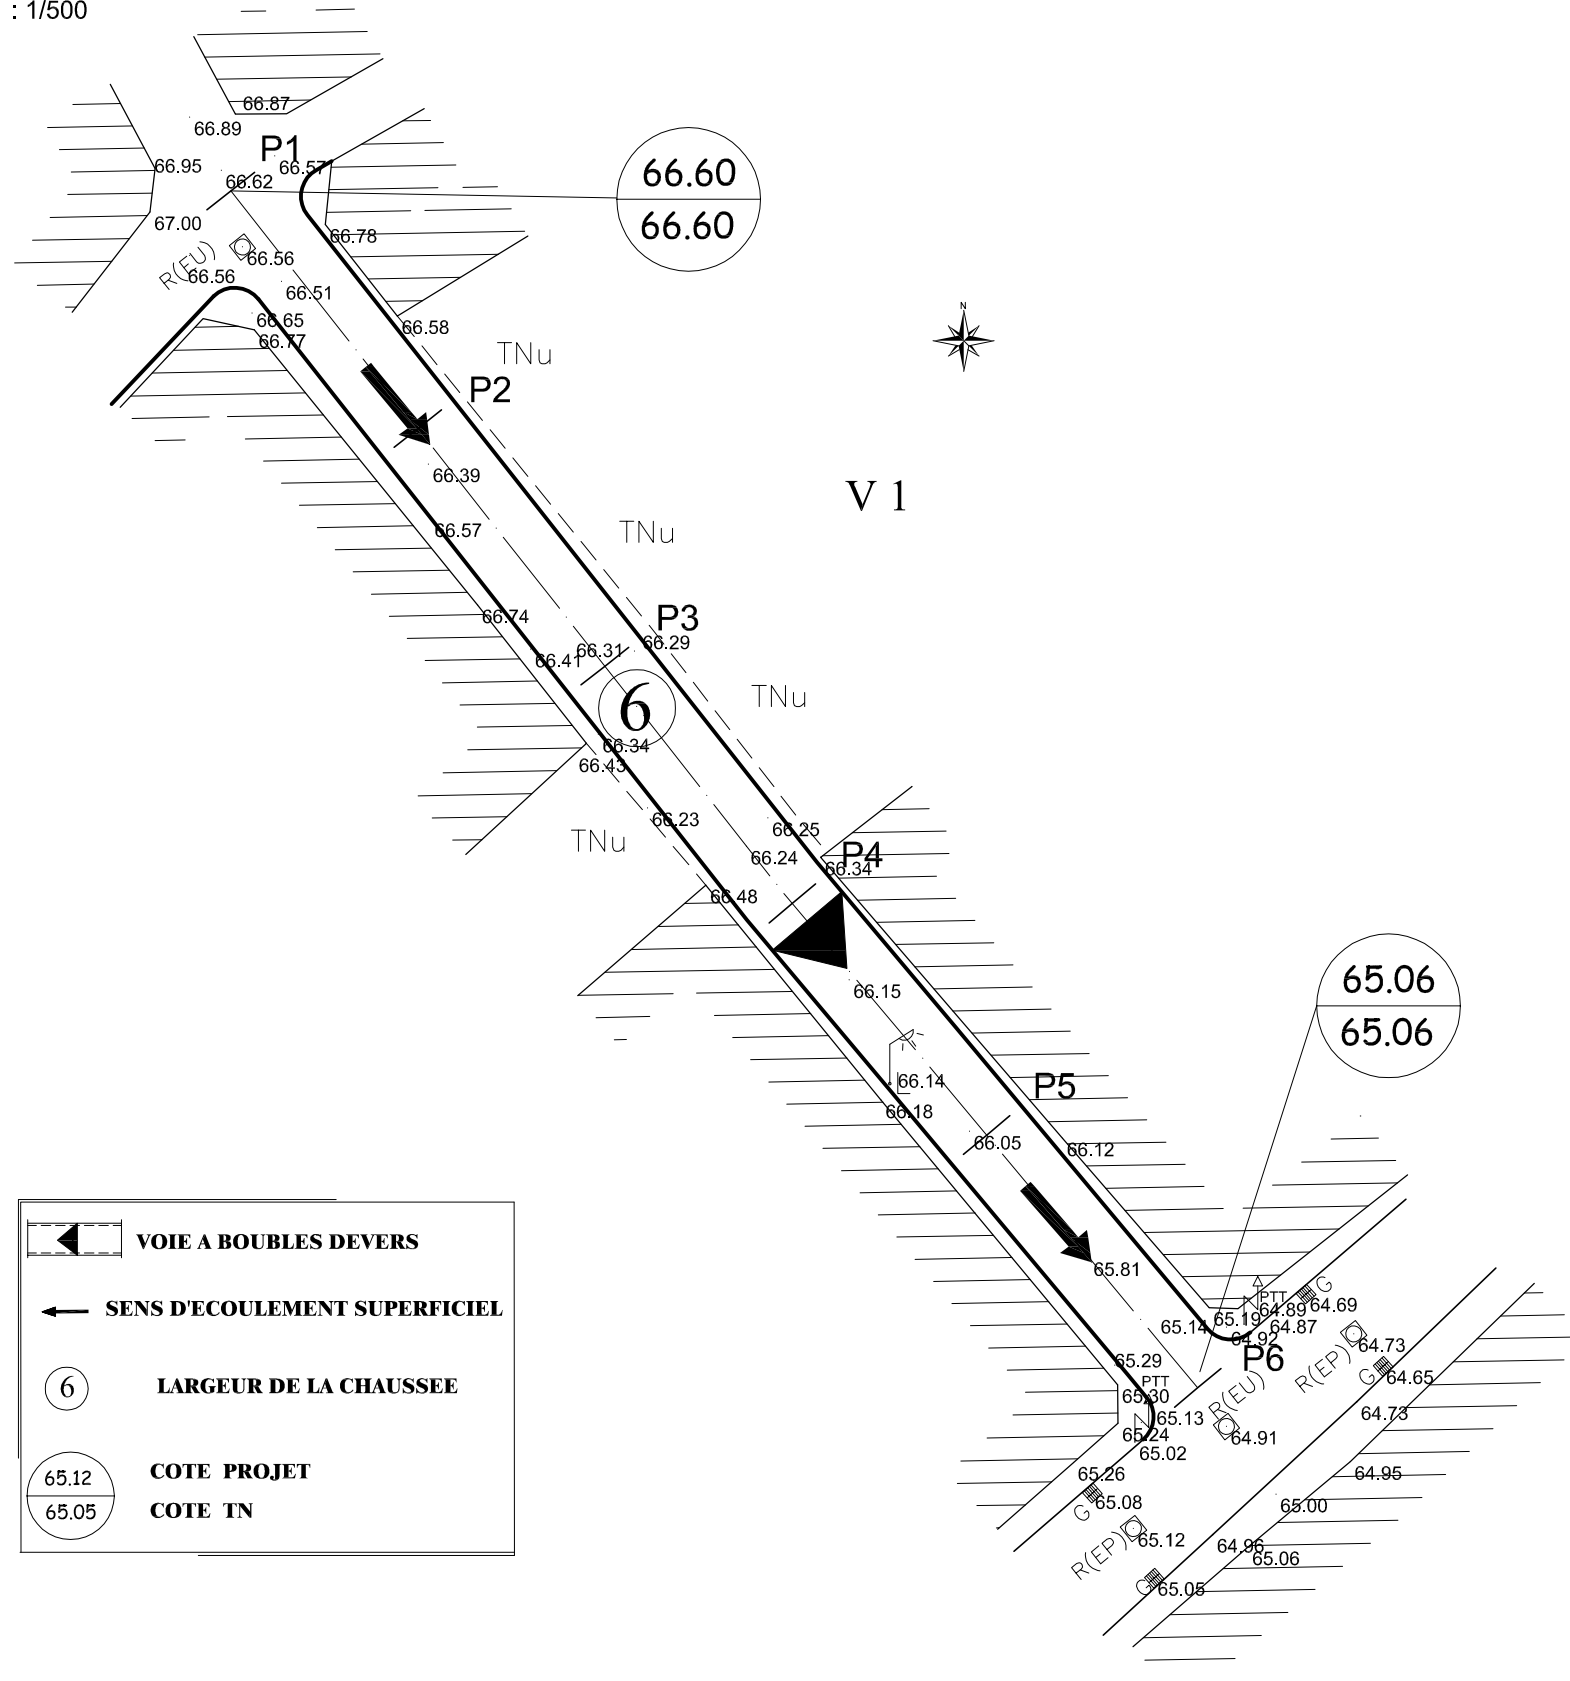 : 1/500
66.87
66.89
P1
66.95
66.57
66.62
66.60
66.60
67.00
66.78
R(EU)
66.56
66.56
66.51
N
66.65
66.58
66.77
TNu
P2
66.39
V 1
66.57
TNu
66.74
P3
66.29
66.31
66.41
TNu
6
66.34
66.43
66.23
66.25
TNu
66.24
P4
66.34
66.48
65.06
65.06
66.15
66.14
P5
66.18
66.05
66.12
65.81
PTT
G
64.89
64.69
65.19
65.14
64.87
64.92
64.73
65.29
P6
R(EP)
G
64.65
PTT
65.30
R(EU)
65.13
64.73
65.24
64.91
65.02
65.26
64.95
65.08
65.00
G
65.12
64.96
65.06
R(EP)
G
65.05
VOIE A BOUBLES DEVERS
SENS D'ECOULEMENT SUPERFICIEL
6 LARGEUR DE LA CHAUSSEE
65.12 COTE PROJET
65.05 COTE TN